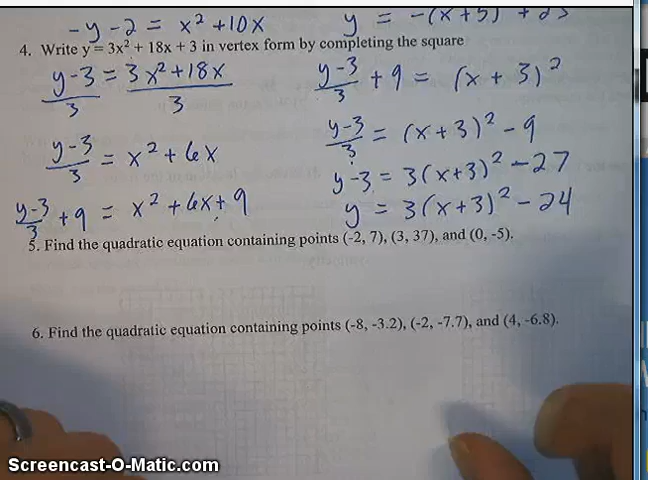 -y-2 = x² + 10x
y = -(x+5)² + 23
4. Write y = 3x² + 18x + 3 in vertex form by completing the square
y-3/3 = 3x²+18x/3
y-3/3 + 9 = (x + 3)²
y-3/3 = x² + 6x
y-3/3 = (x+3)² - 9
y-3 = 3(x+3)² - 27
y-3/3 + 9 = x² + 6x + 9
y = 3(x+3)² - 24
5. Find the quadratic equation containing points (-2, 7), (3, 37), and (0, -5).
6. Find the quadratic equation containing points (-8, -3.2), (-2, -7.7), and (4, -6.8).
Screencast-O-Matic.com